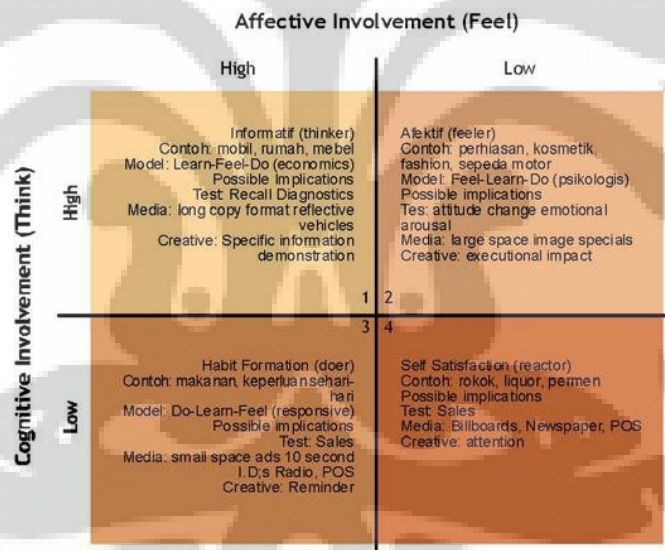 Affective Involvement (Feel)
High
Low
Cognitive Involvement (Think)
High
Informatif (thinker)
Contoh: mobil, rumah, mebel
Model: Learn-Feel-Do (economics)
Possible Implications
Test: Recall Diagnostics
Media: long copy format reflective
vehicles
Creative: Specific information
demonstration
1
Afektif (feeler)
Contoh: perhiasan, kosmetik,
fashion, sepeda motor
Model: Feel-Learn-Do (psikologis)
Possible implications
Tes: attitude change emotional
arousal
Media: large space image specials
Creative: executional impact
2
Low
3
Habit Formation (doer)
Contoh: makanan, keperluansehari-
hari
Model: Do-Learn-Feel (responsive)
Possible implications
Test: Sales
Media: small space ads 10 second
I.D;s Radio, POS
Creative: Reminder
4
Self Satisfaction (reactor)
Contoh: rokok, liquor, permen
Possible implications
Test: Sales
Media: Billboards, Newspaper, POS
Creative: attention